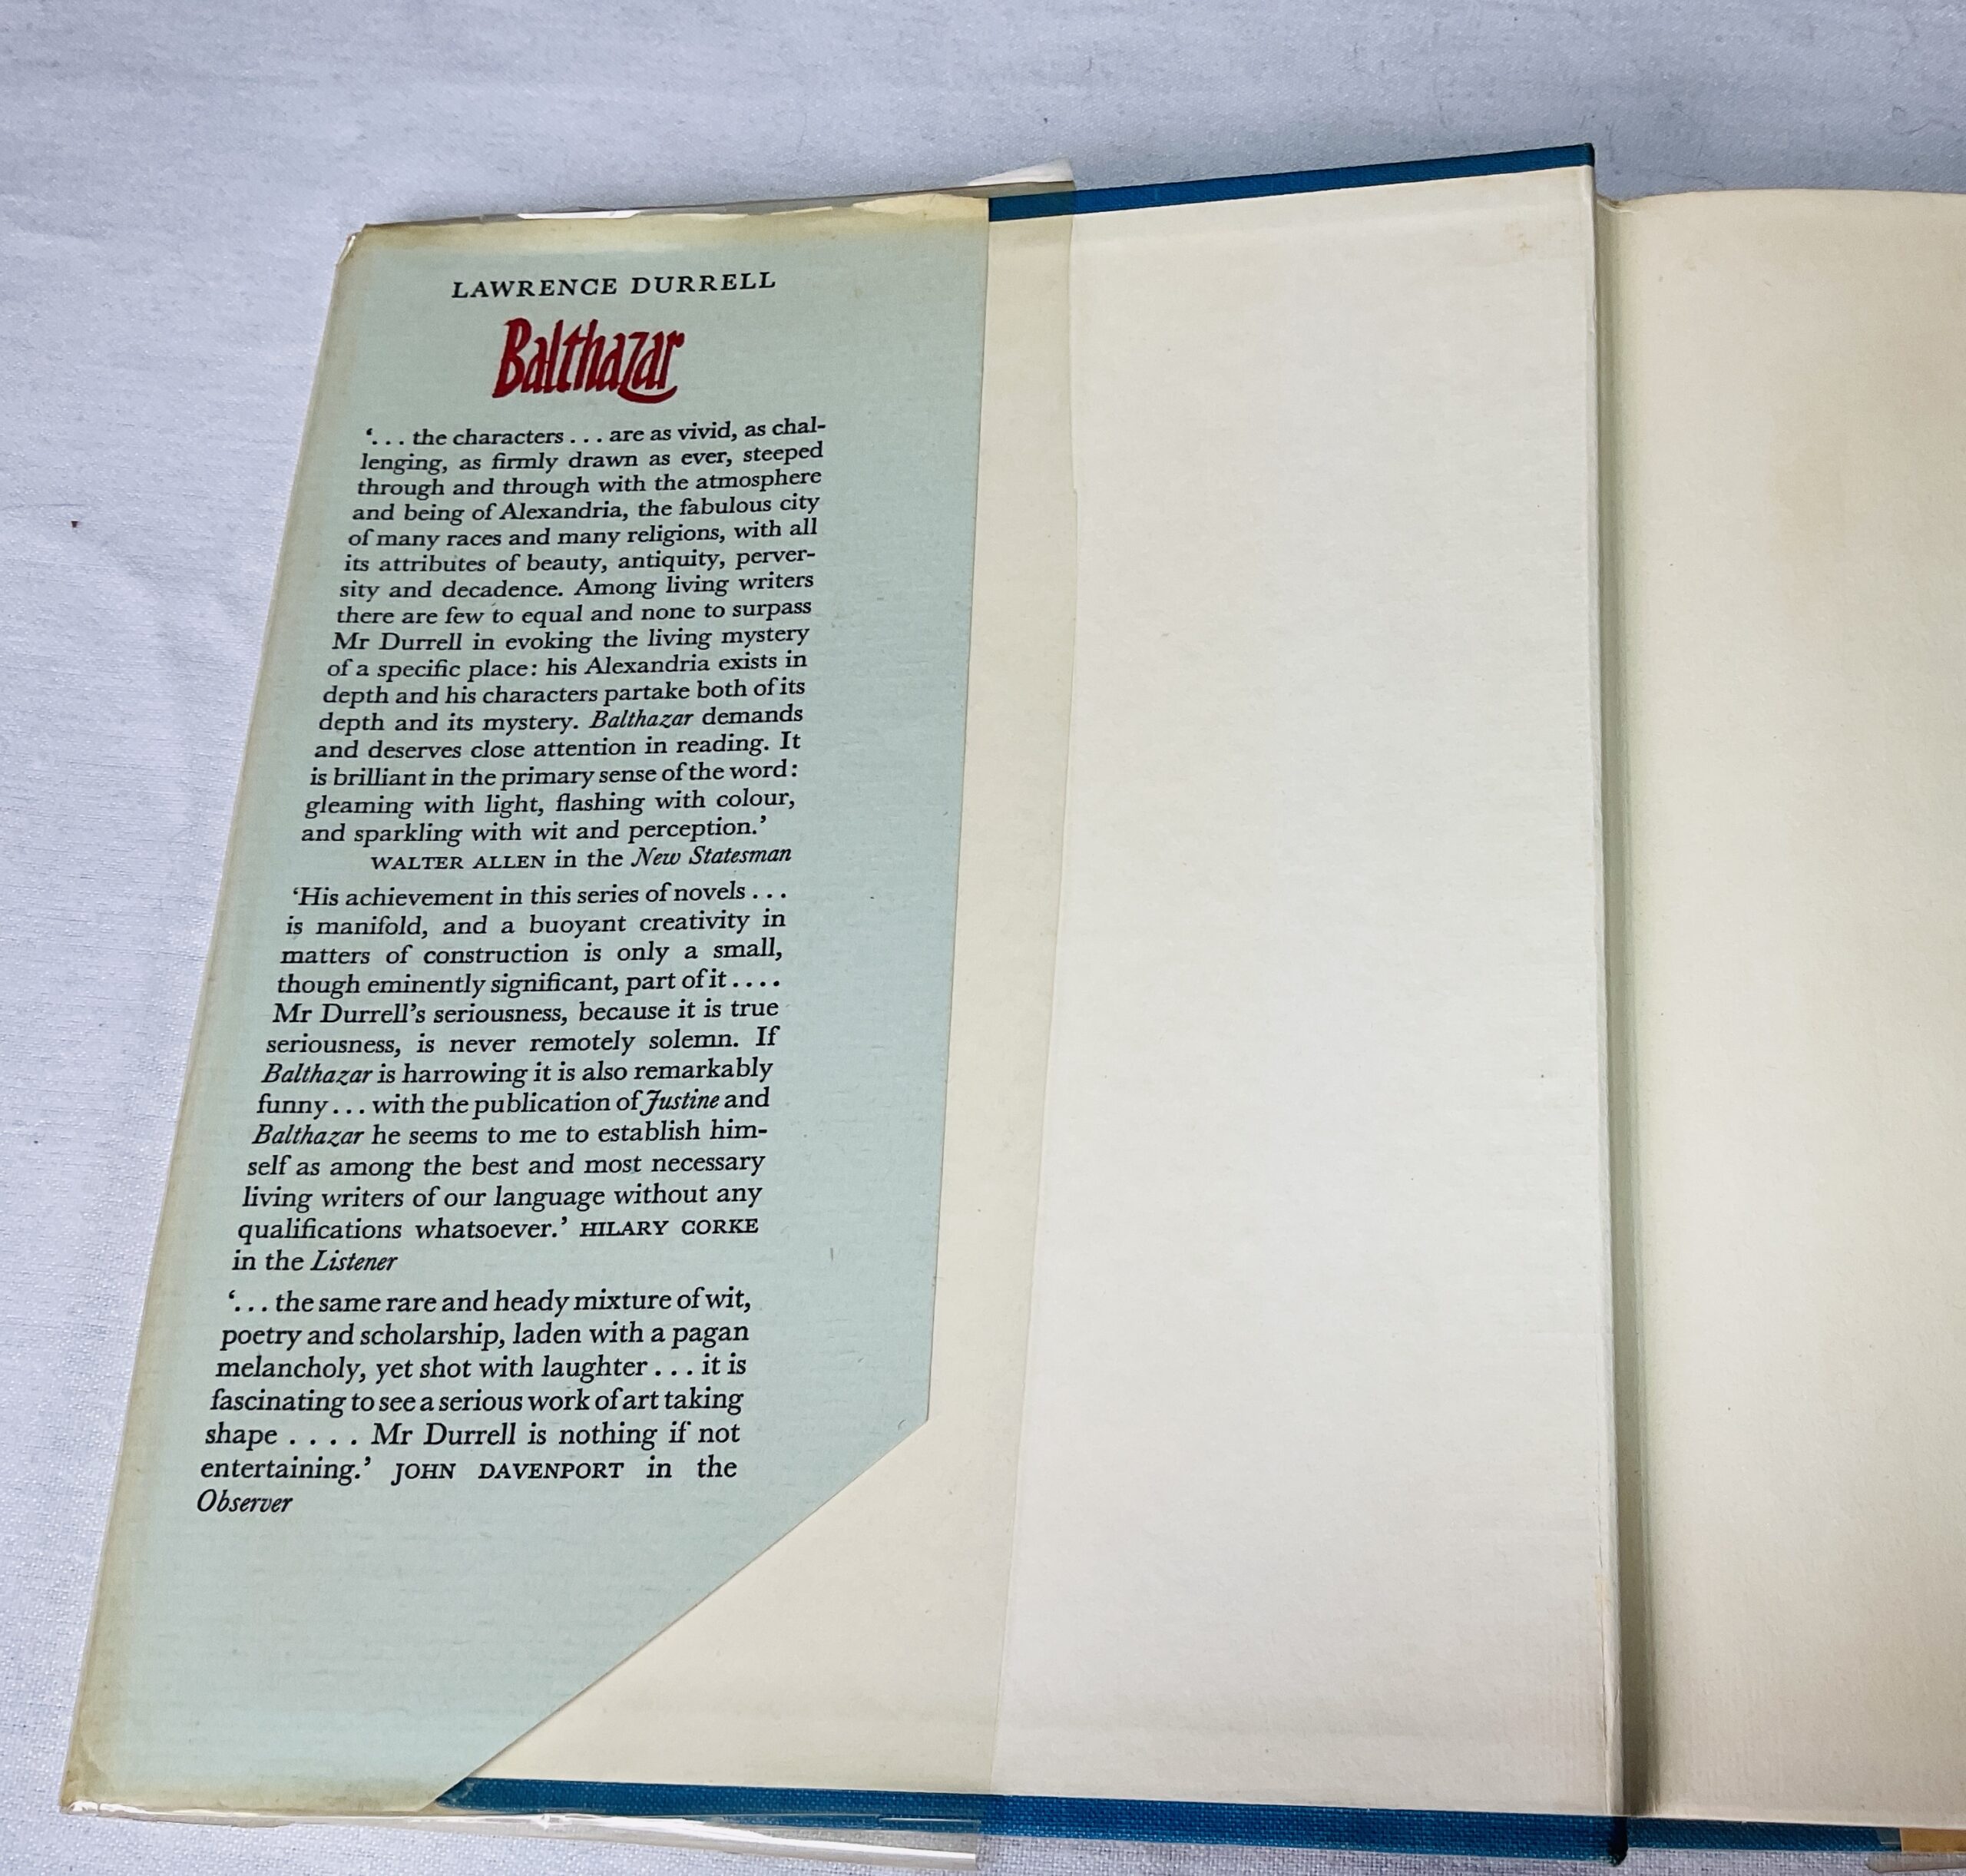 LAWRENCE DURRELL
Balthazar
‘. . . the characters . . . are as vivid, as chal-
lenging, as firmly drawn as ever, steeped
through and through with the atmosphere
and being of Alexandria, the fabulous city
of many races and many religions, with all
its attributes of beauty, antiquity, perver-
sity and decadence. Among living writers
there are few to equal and none to surpass
Mr Durrell in evoking the living mystery
of a specific place: his Alexandria exists in
depth and his characters partake both of its
depth and its mystery. Balthazar demands
and deserves close attention in reading. It
is brilliant in the primary sense of the word:
gleaming with light, flashing with colour,
and sparkling with wit and perception.’
WALTER ALLEN in the New Statesman
‘His achievement in this series of novels . . .
is manifold, and a buoyant creativity in
matters of construction is only a small,
though eminently significant, part of it . . . .
Mr Durrell’s seriousness, because it is true
seriousness, is never remotely solemn. If
Balthazar is harrowing it is also remarkably
funny . . . with the publication of Justine and
Balthazar he seems to me to establish him-
self as among the best and most necessary
living writers of our language without any
qualifications whatsoever.’ HILARY CORKE
in the Listener
‘. . . the same rare and heady mixture of wit,
poetry and scholarship, laden with a pagan
melancholy, yet shot with laughter . . . it is
fascinating to see a serious work of art taking
shape . . . . Mr Durrell is nothing if not
entertaining.’ JOHN DAVENPORT in the
Observer